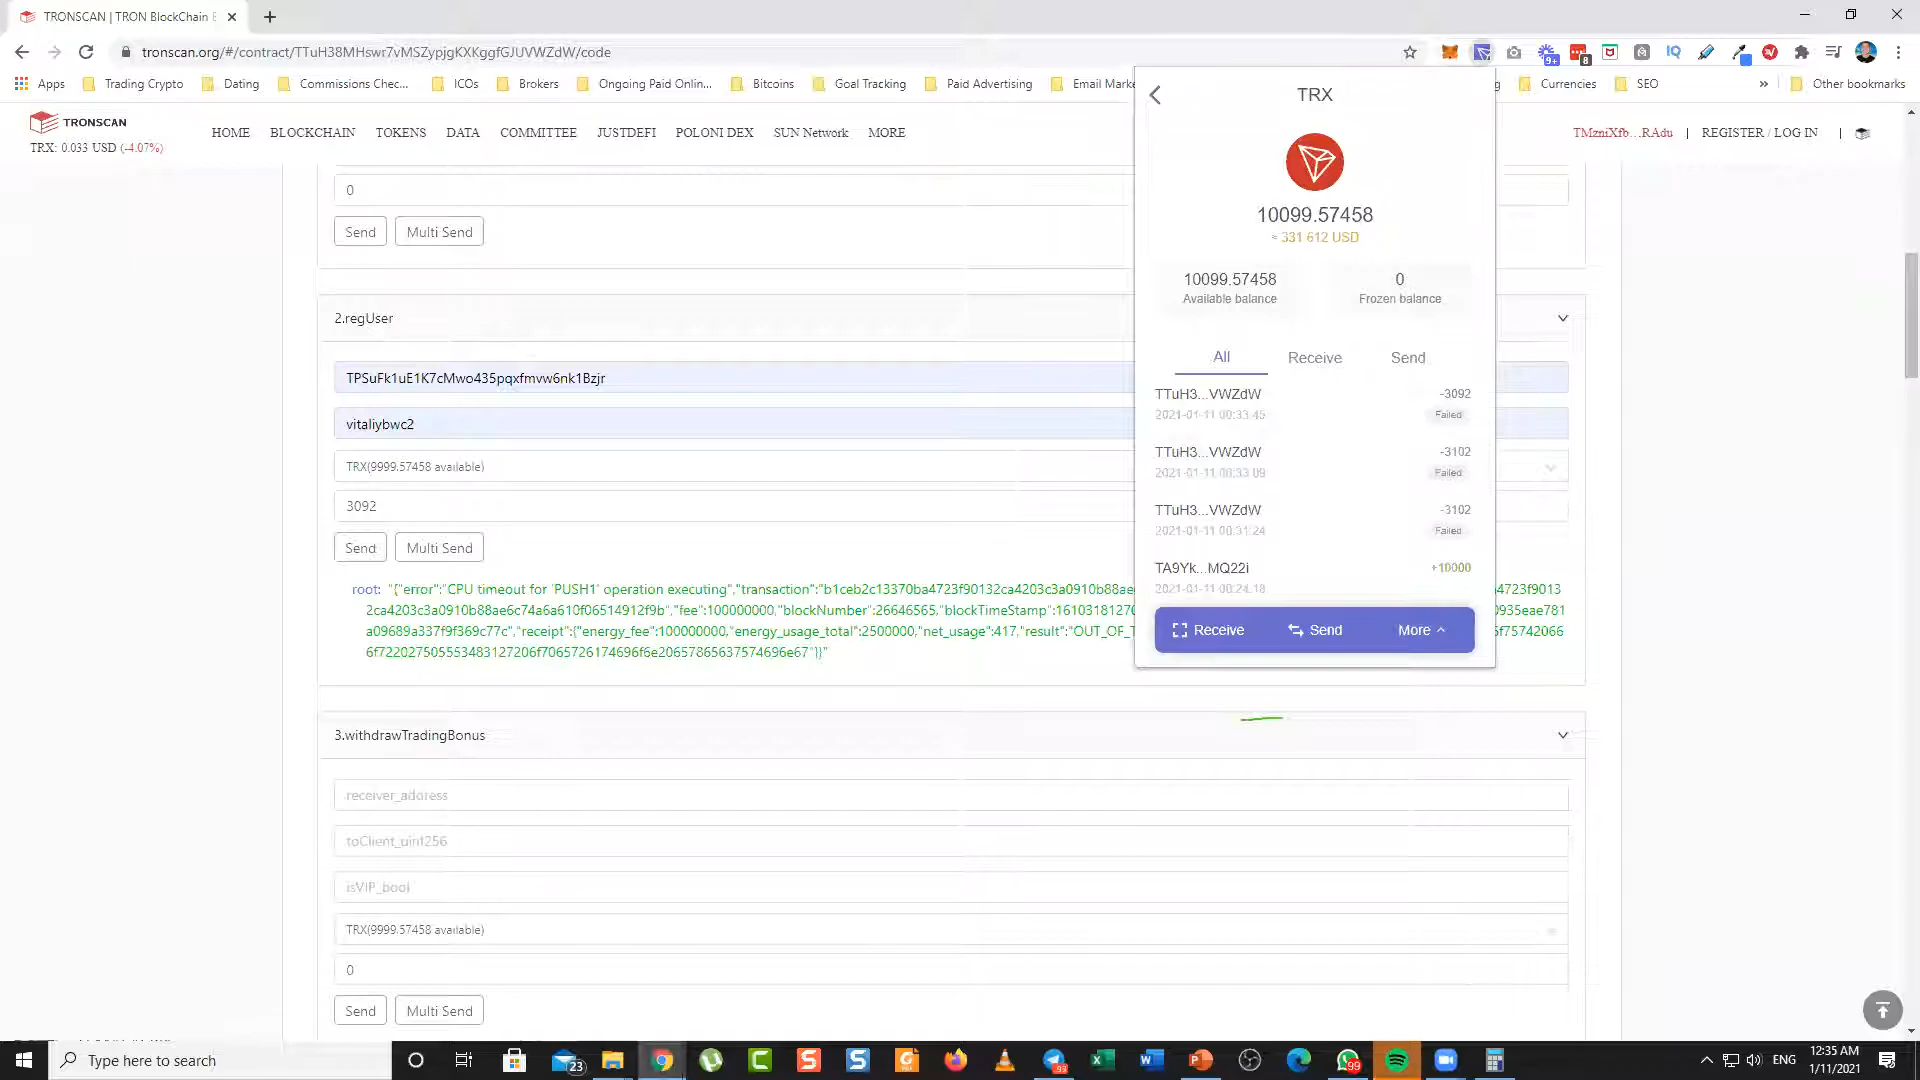 TRONSCAN | TRON BlockChain E
tronscan.org/#/contract/TTuH38MHswr7vMSZypjgKXKggfGJUVWZdW/code
9+
8
IQ
Apps
Trading Crypto
Dating
Commissions Chec...
ICOs
Brokers
Ongoing Paid Onlin...
Bitcoins
Goal Tracking
Paid Advertising
Email Marke
Currencies
SEO
»
Other bookmarks
TRONSCAN
TRX: 0.033 USD (-4.07%)
HOME
BLOCKCHAIN
TOKENS
DATA
COMMITTEE
JUSTDEFI
POLONI DEX
SUN Network
MORE
TMzniXfb...RAdu | REGISTER / LOG IN |
0
Send
Multi Send
2.regUser
TPSuFk1uE1K7cMwo435pqxfmvw6nk1Bzjr
vitaliybwc2
TRX(9999.57458 available)
3092
Send
Multi Send
root: "{"error":"CPU timeout for 'PUSH1' operation executing","transaction":"b1ceb2c13370ba4723f90132ca4203c3a0910b88ae
4723f9013
2ca4203c3a0910b88ae6c74a6a610f06514912f9b","fee":100000000,"blockNumber":26646565,"blockTimeStamp":16103181270
0935eae781
a09689a337f9f369c77c","receipt":{"energy_fee":100000000,"energy_usage_total":2500000,"net_usage":417,"result":"OUT_OF_T
6f75742066
6f722027505553483127206f7065726174696f6e20657865637574696e67"}}"
3.withdrawTradingBonus
receiver_address
toClient_uint256
isVIP_bool
TRX(9999.57458 available)
0
Send
Multi Send
TRX
10099.57458
≈ 331 612 USD
10099.57458
Available balance
0
Frozen balance
All
Receive
Send
TTuH3...VWZdW
-3092
2021-01-11 00:33:45
Failed
TTuH3...VWZdW
-3102
2021-01-11 00:33:09
Failed
TTuH3...VWZdW
-3102
2021-01-11 00:31:24
Failed
TA9Yk...MQ22i
+10000
2021-01-11 00:24:18
Receive
Send
More
Type here to search
23
93
99
ENG
12:35 AM
1/11/2021